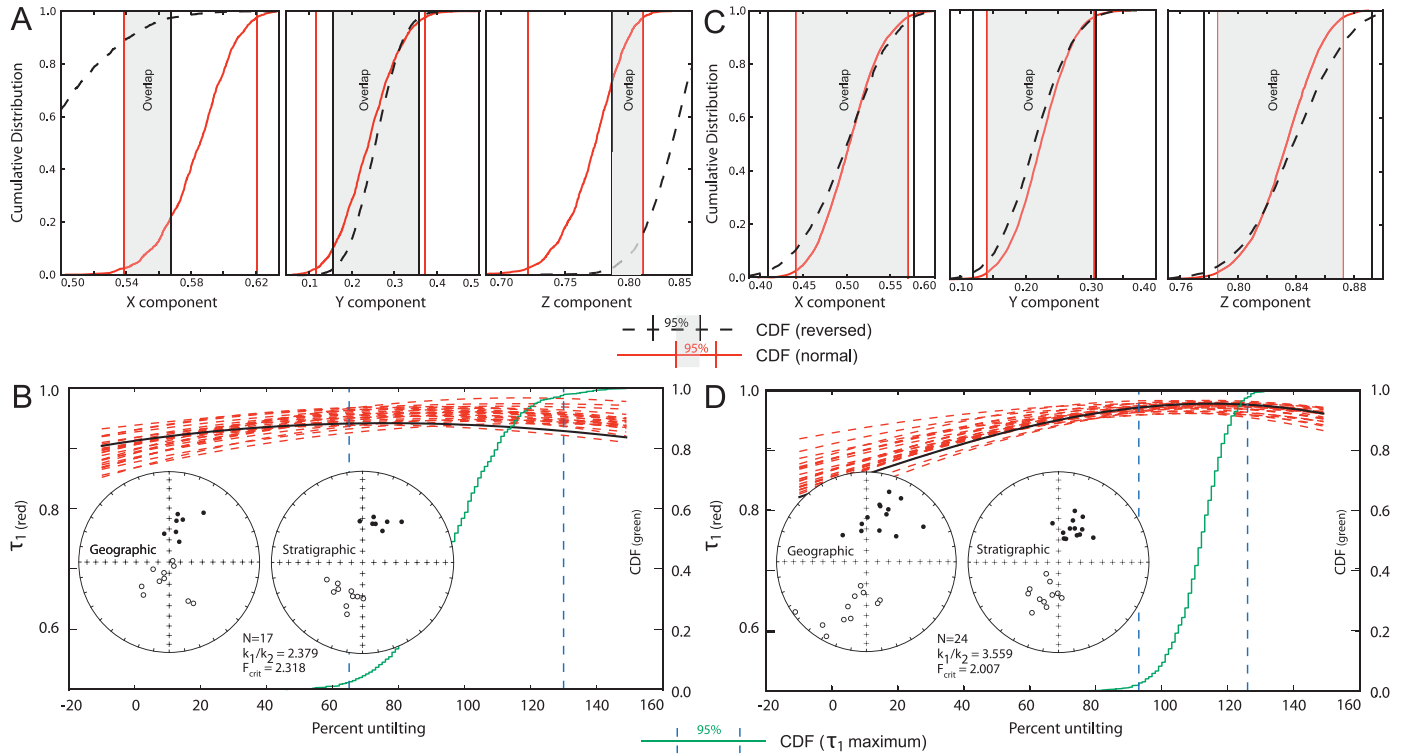 A
Cumulative Distribution
1.0
0.8
0.6
0.4
0.2
0.0
Overlap
Overlap
Overlap
0.50
0.54
0.58
0.62
0.1
0.2
0.3
0.4
0.5
0.70
0.75
0.80
0.85
X component
Y component
Z component
C
Cumulative Distribution
1.0
0.8
0.6
0.4
0.2
0.0
Overlap
Overlap
Overlap
0.40
0.45
0.50
0.55
0.60
0.10
0.20
0.30
0.40
0.76
0.80
0.84
0.88
X component
Y component
Z component
95%
CDF (reversed)
95%
CDF (normal)
B
τ1 (red)
1.0
0.9
0.8
0.6
Geographic
Stratigraphic
N=17
k1/k2 = 2.379
Fcrit = 2.318
1.0
0.8
0.6
0.4
0.2
0.0
CDF (green)
-20
0
20
40
60
80
100
120
140
160
Percent untilting
D
τ1 (red)
1.0
0.9
0.8
0.6
Geographic
Stratigraphic
N=24
k1/k2 = 3.559
Fcrit = 2.007
1.0
0.8
0.6
0.4
0.2
0.0
CDF (green)
-20
0
20
40
60
80
100
120
140
160
Percent untilting
95%
CDF (τ1 maximum)